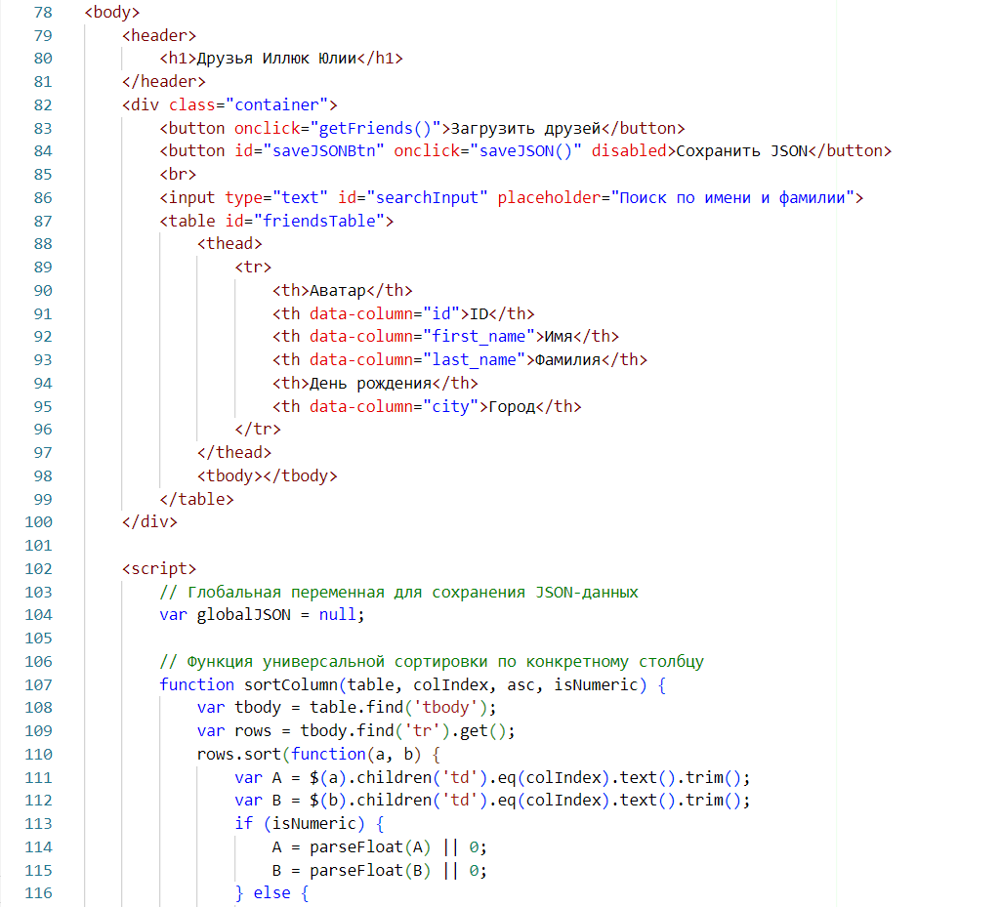 78 <body>
79 <header>
80 <h1>Друзья Иллюк Юлии</h1>
81 </header>
82 <div class="container">
83 <button onclick="getFriends()">Загрузить друзей</button>
84 <button id="saveJSONBtn" onclick="saveJSON()" disabled>Сохранить JSON</button>
85 <br>
86 <input type="text" id="searchInput" placeholder="Поиск по имени и фамилии">
87 <table id="friendsTable">
88 <thead>
89 <tr>
90 <th>Аватар</th>
91 <th data-column="id">ID</th>
92 <th data-column="first_name">Имя</th>
93 <th data-column="last_name">Фамилия</th>
94 <th>День рождения</th>
95 <th data-column="city">Город</th>
96 </tr>
97 </thead>
98 <tbody></tbody>
99 </table>
100 </div>
101
102 <script>
103 // Глобальная переменная для сохранения JSON-данных
104 var globalJSON = null;
105
106 // Функция универсальной сортировки по конкретному столбцу
107 function sortColumn(table, colIndex, asc, isNumeric) {
108 var tbody = table.find('tbody');
109 var rows = tbody.find('tr').get();
110 rows.sort(function(a, b) {
111 var A = $(a).children('td').eq(colIndex).text().trim();
112 var B = $(b).children('td').eq(colIndex).text().trim();
113 if (isNumeric) {
114 A = parseFloat(A) || 0;
115 B = parseFloat(B) || 0;
116 } else {